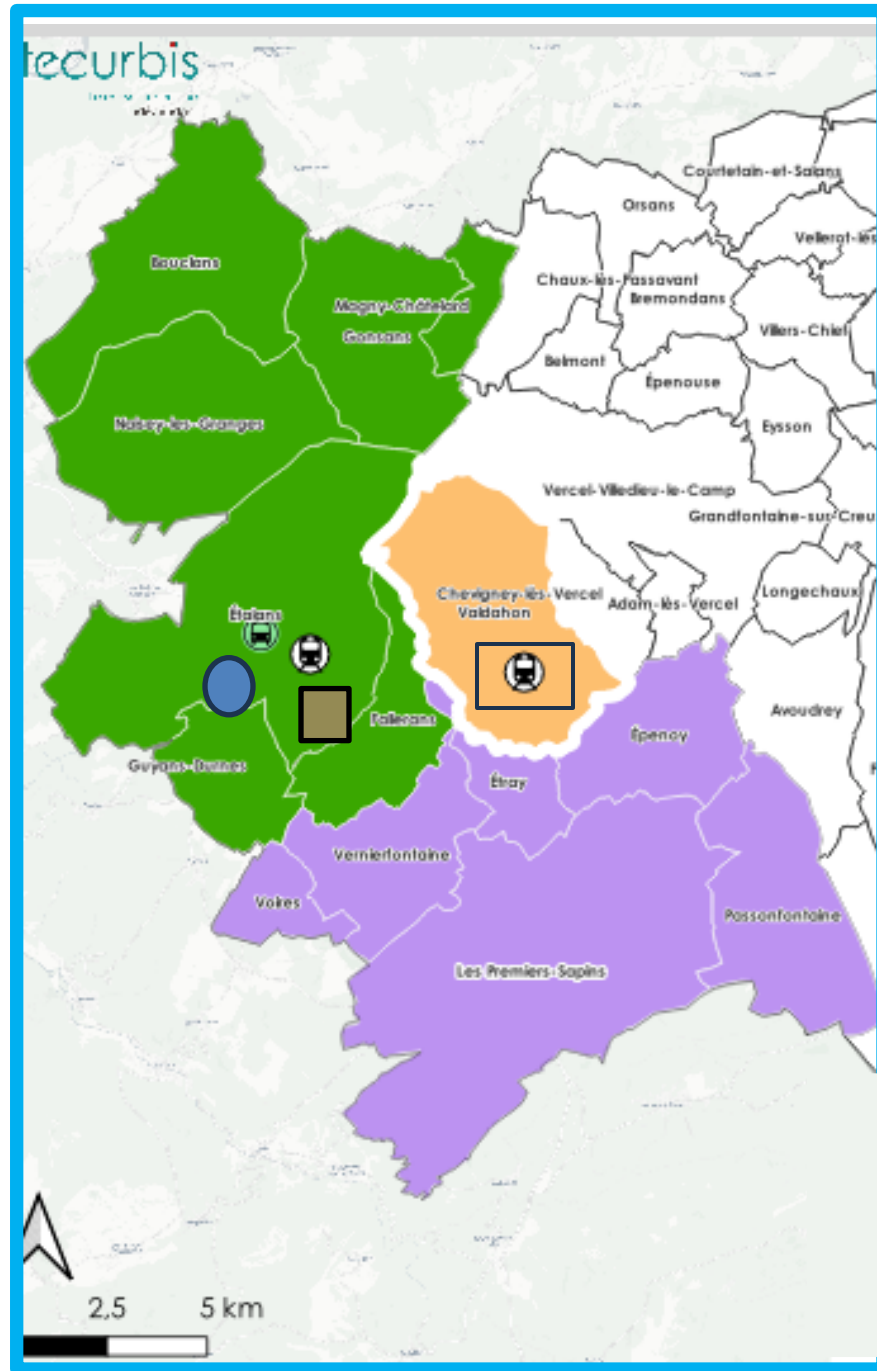 tecurbis
Courtetain-et-Salans
Orsans
Vellerot-lès
Bouclans
Chaux-lès-Passavant
Bremondans
Magny-Châtelard
Gonsans
Villers-Chief
Belmont
Épenouse
Naisey-les-Granges
Eysson
Vercel-Villedieu-le-Camp
Grandfontaine-sur-Creu
Chevigney-lès-Vercel
Valdahon
Adam-lès-Vercel
Longechaux
Étalans
Fallerans
Avoudrey
Épenoy
Guyans-Durnes
Étray
Vernierfontaine
Voires
Passonfontaine
Les Premiers-Sapins
2,5 5 km